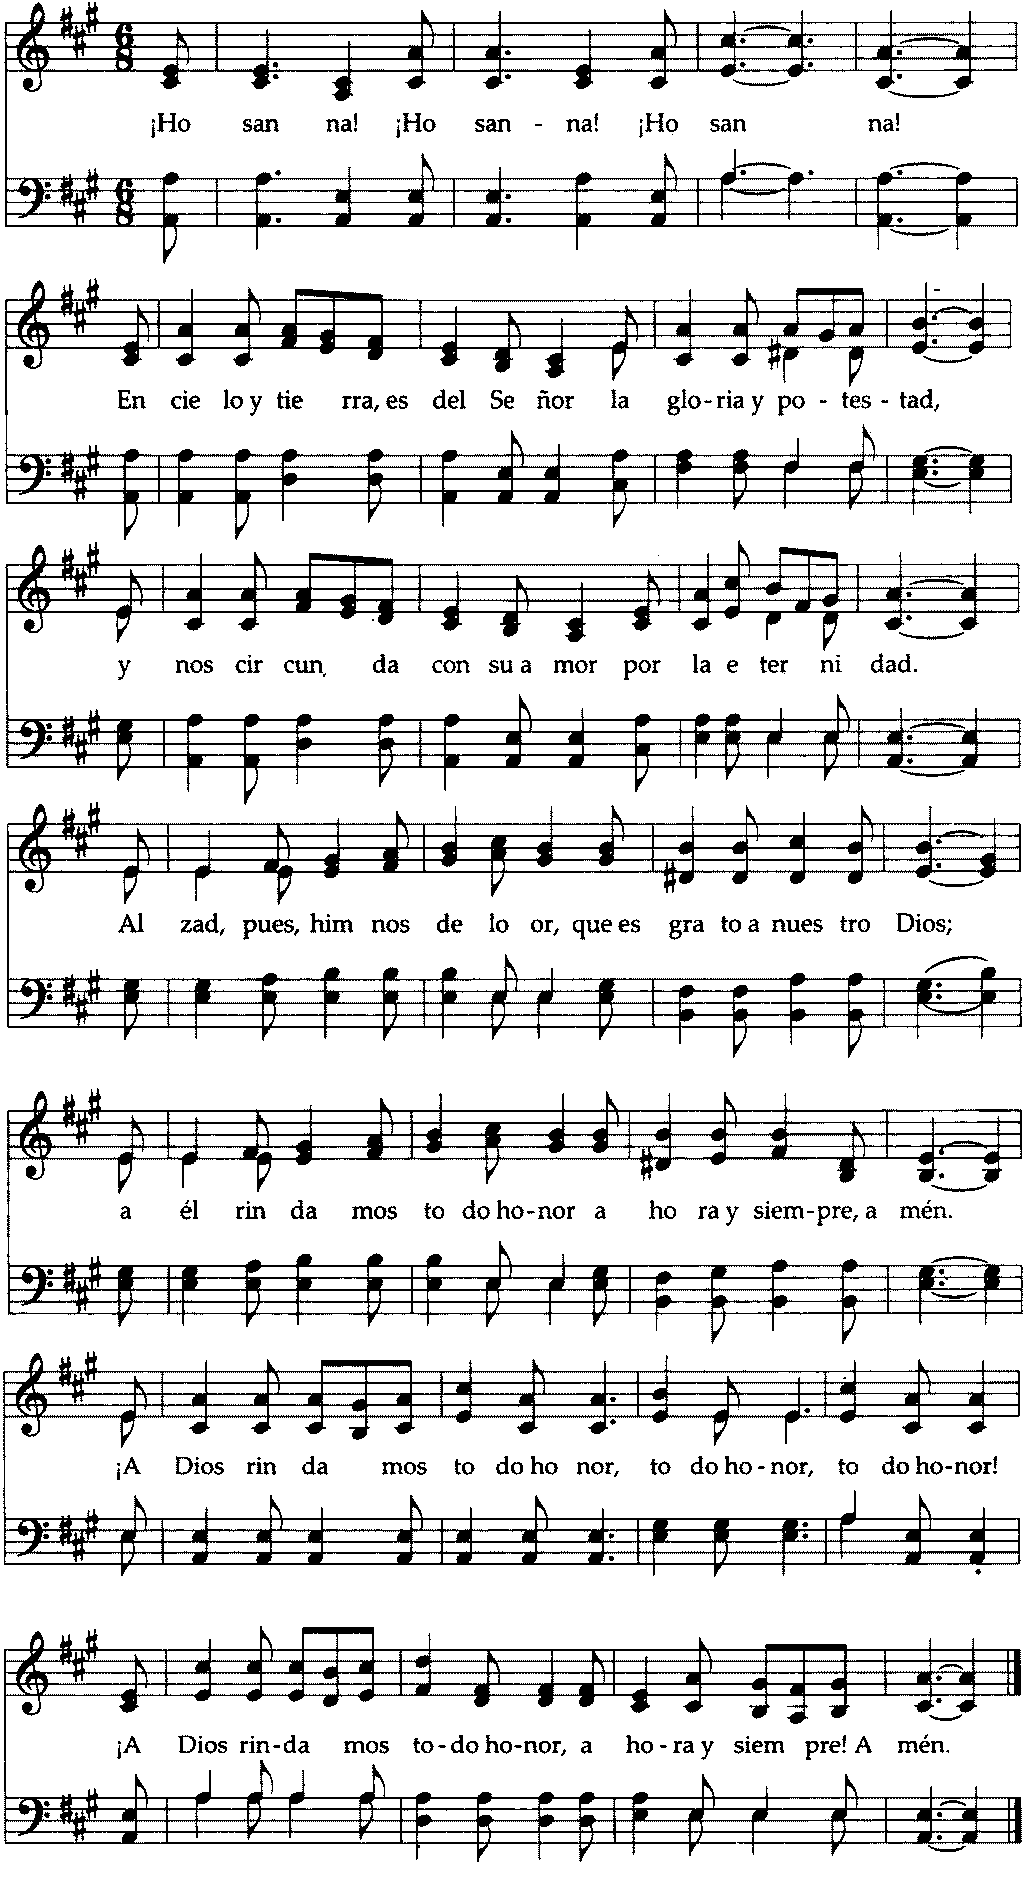 ¡Ho san na! ¡Ho san - na! ¡Ho san na!
En cie lo y tie rra, es del Se ñor la glo-ria y po - tes - tad,
y nos cir cun, da con su a mor por la e ter ni dad.
Al zad, pues, him nos de lo or, que es gra to a nues tro Dios;
a él rin da mos to do ho-nor a ho ra y siem-pre, a mén.
¡A Dios rin da mos to do ho nor, to do ho-nor, to do ho-nor!
¡A Dios rin-da mos to-do ho-nor, a ho-ra y siem pre! A mén.